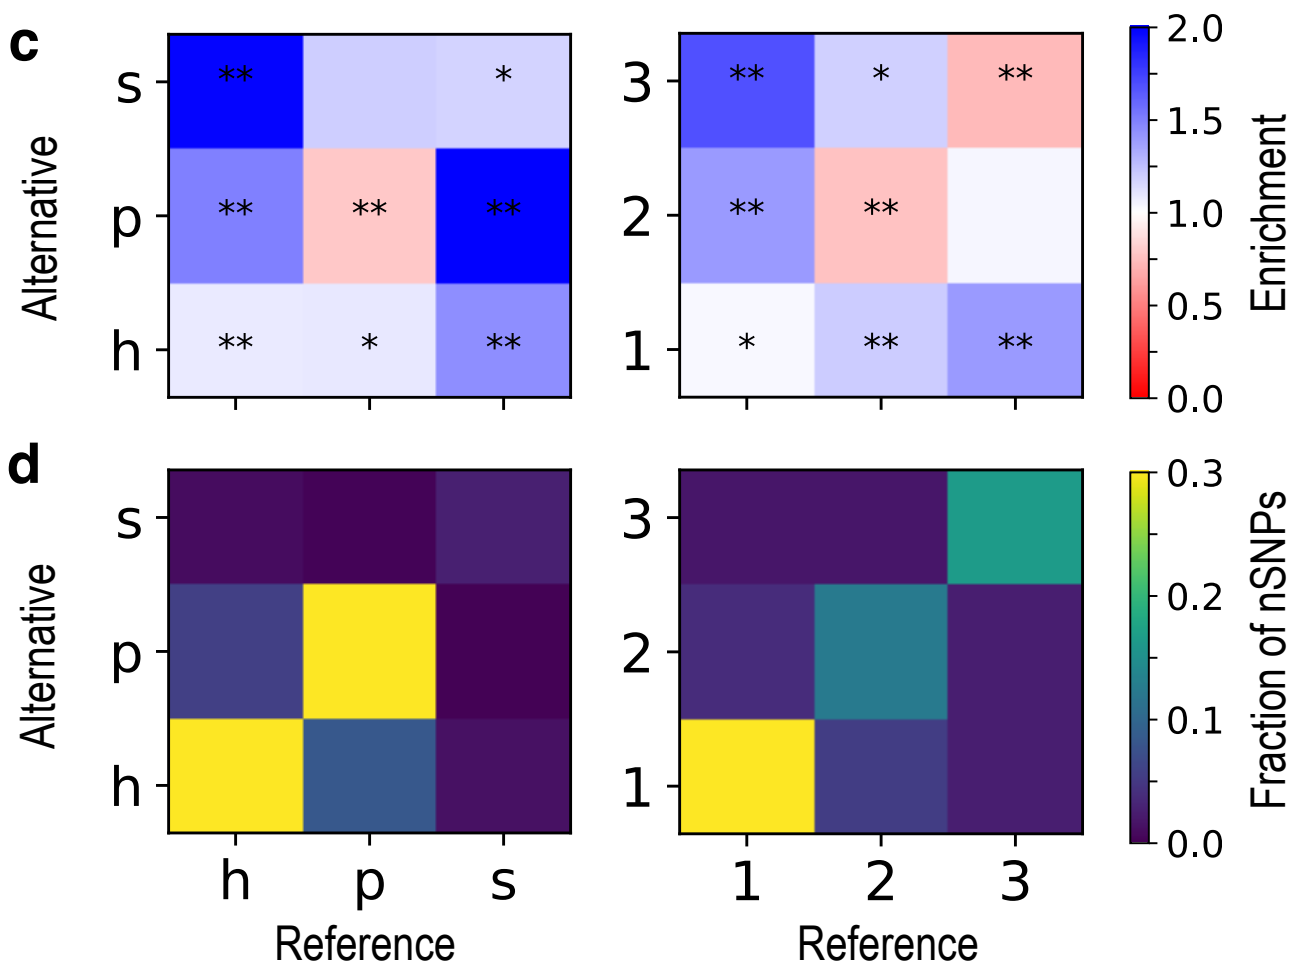 c
Alternative
s ** *
p ** ** **
h ** * **
3 ** * **
2 ** **
1 * ** **
2.0
1.5
1.0
0.5
0.0
Enrichment
d
Alternative
s
p
h
h p s
Reference
3
2
1
1 2 3
Reference
0.3
0.2
0.1
0.0
Fraction of nSNPs